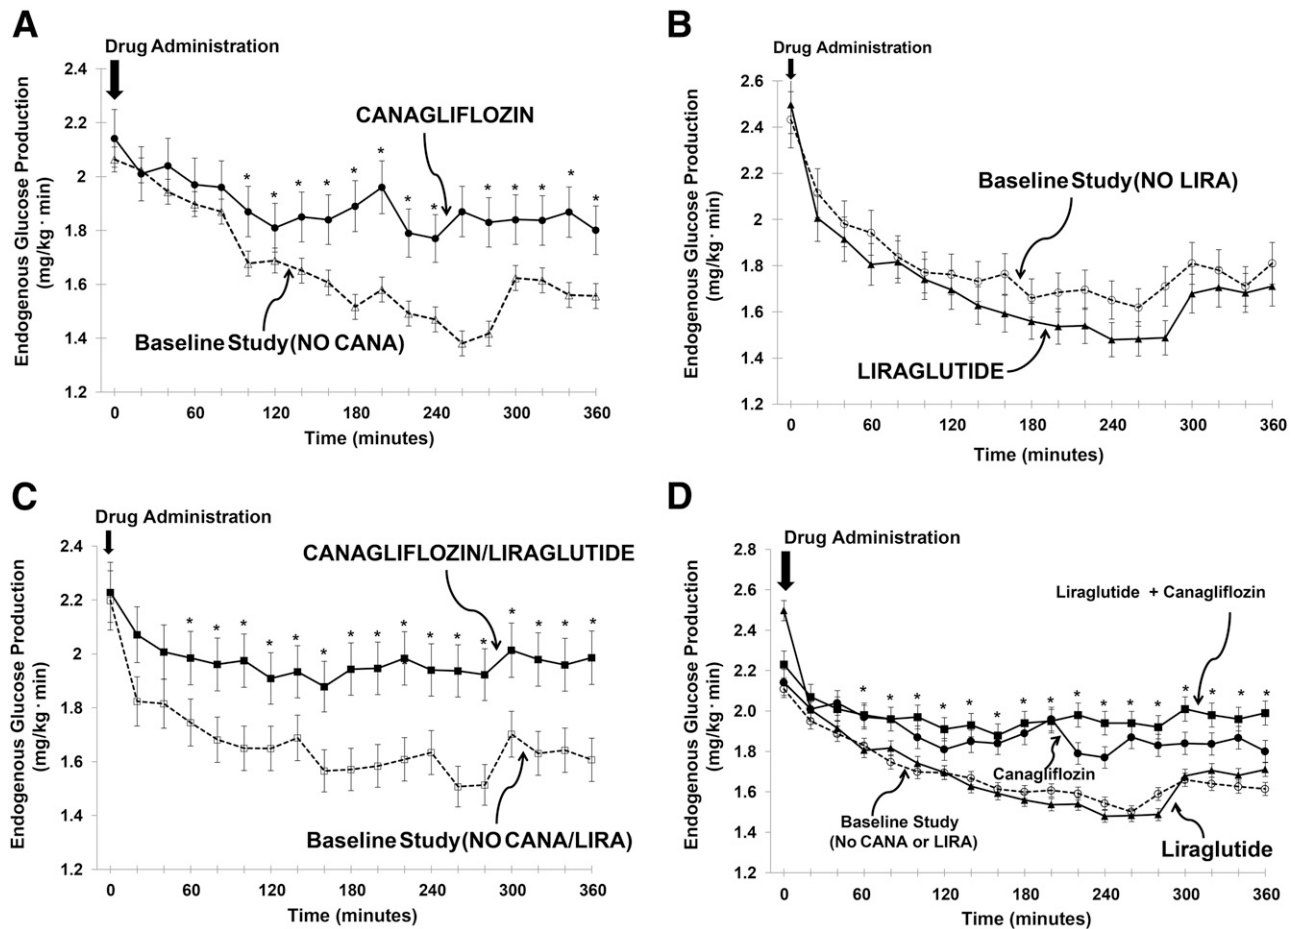 A
Drug Administration
Endogenous Glucose Production
(mg/kg · min)
2.4
2.2
2
1.8
1.6
1.4
1.2
CANAGLIFLOZIN
* * * * * * * * * * * * *
Baseline Study(NO CANA)
0 60 120 180 240 300 360
Time (minutes)
B
Drug Administration
Endogenous Glucose Production
(mg/kg · min)
2.6
2.4
2.2
2
1.8
1.6
1.4
1.2
Baseline Study(NO LIRA)
LIRAGLUTIDE
0 60 120 180 240 300 360
Time (minutes)
C
Drug Administration
Endogenous Glucose Production
(mg/kg · min)
2.4
2.2
2
1.8
1.6
1.4
1.2
CANAGLIFLOZIN/LIRAGLUTIDE
* * * * * * * * * * * * * * * *
Baseline Study(NO CANA/LIRA)
0 60 120 180 240 300 360
Time (minutes)
D
Drug Administration
Endogenous Glucose Production
(mg/kg · min)
2.8
2.6
2.4
2.2
2.0
1.8
1.6
1.4
1.2
Liraglutide + Canagliflozin
* * * * * * * * * * * * * * * *
Canagliflozin
Baseline Study
(No CANA or LIRA)
Liraglutide
0 60 120 180 240 300 360
Time (minutes)